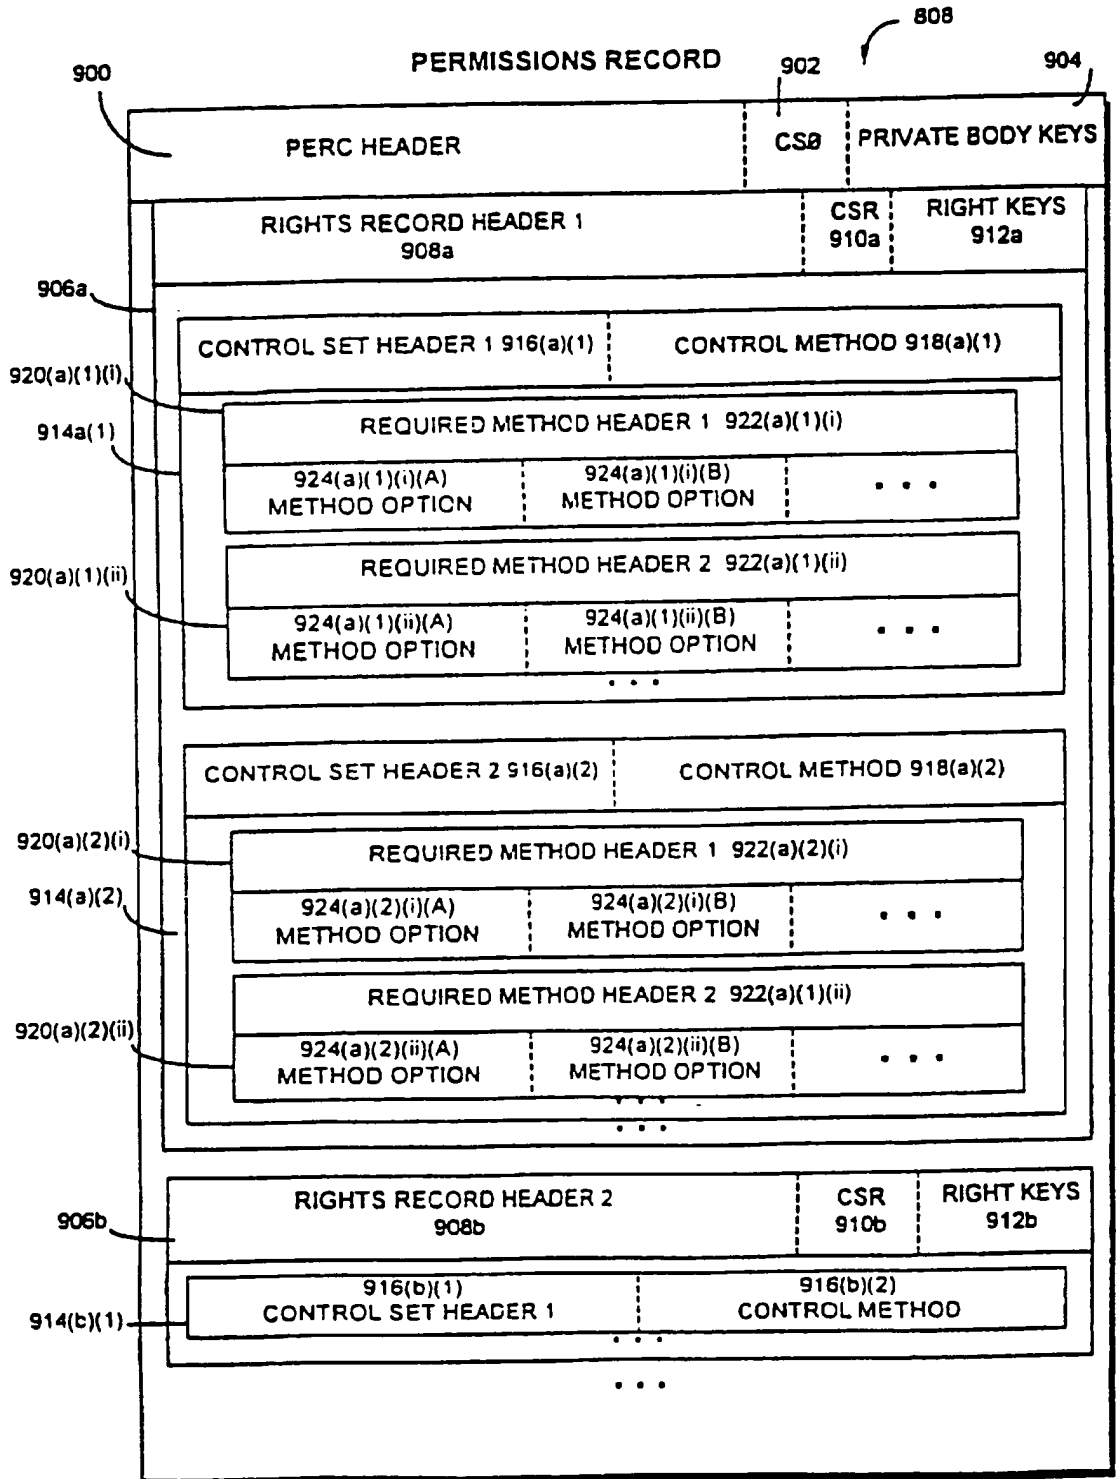 808
PERMISSIONS RECORD
900
902
904
PERC HEADER
CS0
PRIVATE BODY KEYS
RIGHTS RECORD HEADER 1
908a
CSR
910a
RIGHT KEYS
912a
906a
CONTROL SET HEADER 1 916(a)(1)
CONTROL METHOD 918(a)(1)
920(a)(1)(i)
REQUIRED METHOD HEADER 1 922(a)(1)(i)
914a(1)
924(a)(1)(i)(A)
METHOD OPTION
924(a)(1)(i)(B)
METHOD OPTION
• • •
920(a)(1)(ii)
REQUIRED METHOD HEADER 2 922(a)(1)(ii)
924(a)(1)(ii)(A)
METHOD OPTION
924(a)(1)(ii)(B)
METHOD OPTION
• • •
• • •
CONTROL SET HEADER 2 916(a)(2)
CONTROL METHOD 918(a)(2)
920(a)(2)(i)
REQUIRED METHOD HEADER 1 922(a)(2)(i)
914(a)(2)
924(a)(2)(i)(A)
METHOD OPTION
924(a)(2)(i)(B)
METHOD OPTION
• • •
REQUIRED METHOD HEADER 2 922(a)(1)(ii)
920(a)(2)(ii)
924(a)(2)(ii)(A)
METHOD OPTION
924(a)(2)(ii)(B)
METHOD OPTION
• • •
• • •
• • •
RIGHTS RECORD HEADER 2
908b
CSR
910b
RIGHT KEYS
912b
906b
916(b)(1)
CONTROL SET HEADER 1
916(b)(2)
CONTROL METHOD
914(b)(1)
• • •
• • •